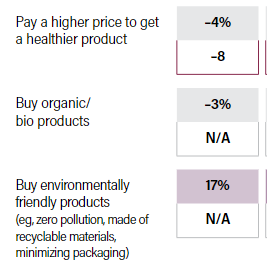 Pay a higher price to get
a healthier product
–4%
–8
Buy organic/
bio products
–3%
N/A
Buy environmentally
friendly products
(eg, zero pollution, made of
recyclable materials,
minimizing packaging)
17%
N/A